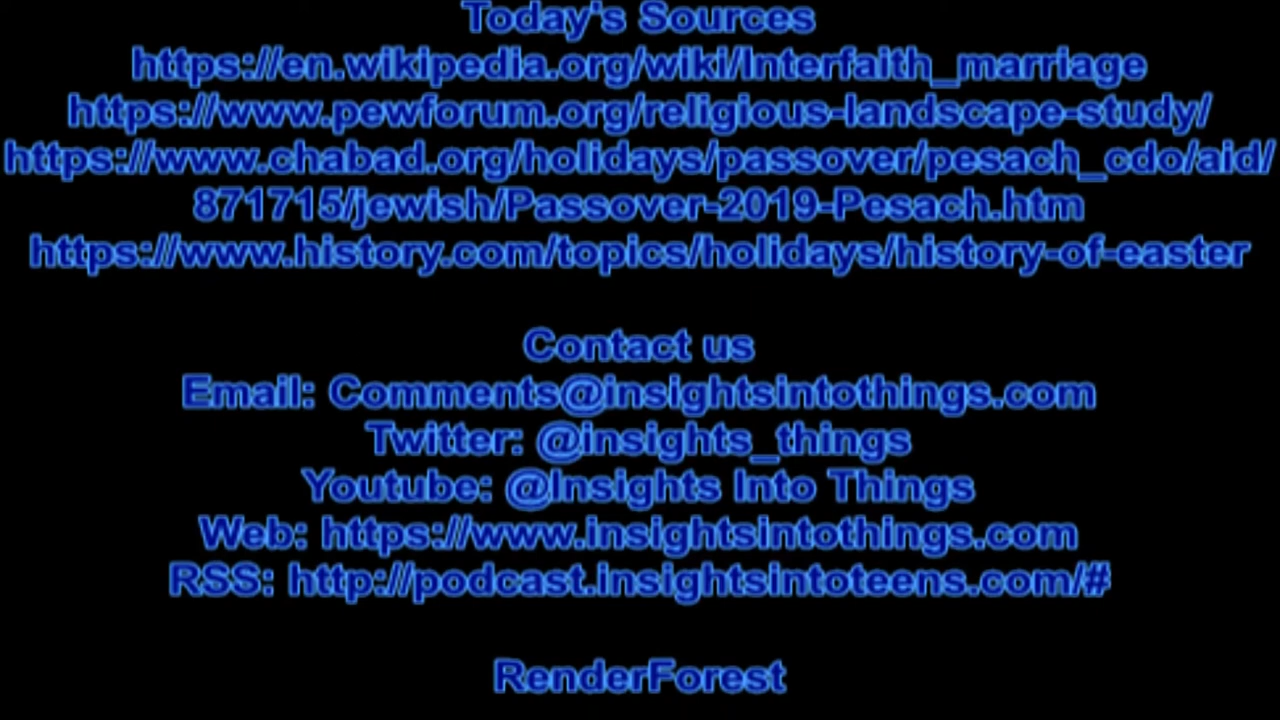 Today's Sources
https://en.wikipedia.org/wiki/Interfaith_marriage
https://www.pewforum.org/religious-landscape-study/
https://www.chabad.org/holidays/passover/pesach_cdo/aid/
871715/jewish/Passover-2019-Pesach.htm
https://www.history.com/topics/holidays/history-of-easter
Contact us
Email: Comments@insightsintothings.com
Twitter: @insights_things
Youtube: @Insights Into Things
Web: https://www.insightsintothings.com
RSS: http://podcast.insightsintoteens.com/#
RenderForest